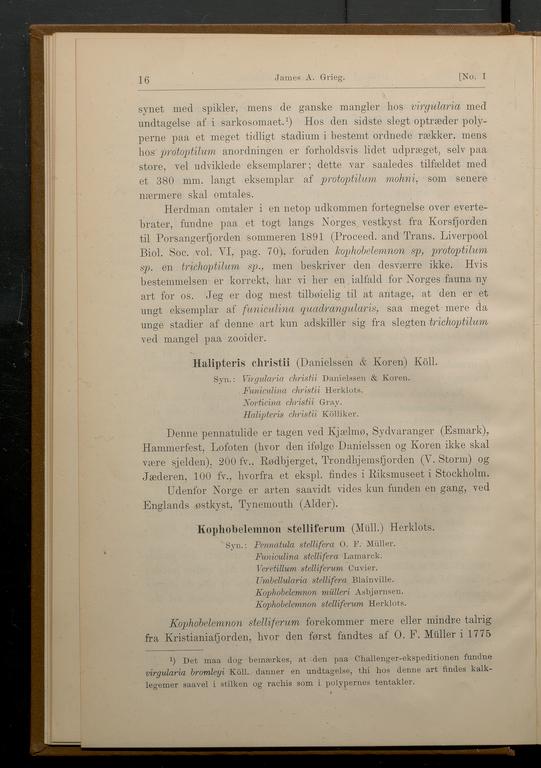 16
James A. Grieg.
[No. 1
synet med spikler, mens de ganske mangler hos virgularia med
undtagelse af i sarkosomaet.¹) Hos den sidste slegt optræder poly-
perne paa et meget tidligt stadium i bestemt ordnede rækker, mens
hos protoptilum anordningen er forholdsvis lidet udpræget, selv paa
store, vel udviklede eksemplarer; dette var saaledes tilfældet med
et 380 mm. langt eksemplar af protoptilum mohni, som senere
nærmere skal omtales.
Herdman omtaler i en netop udkommen fortegnelse over everte-
brater, fundne paa et togt langs Norges vestkyst fra Korsfjorden
til Porsangerfjorden sommeren 1891 (Proceed. and Trans. Liverpool
Biol. Soc. vol. VI, pag. 70), foruden kophobelemnon sp, protoptilum
sp. en trichoptilum sp., men beskriver den desværre ikke. Hvis
bestemmelsen er korrekt, har vi her en ialfald for Norges fauna ny
art for os. Jeg er dog mest tilbøielig til at antage, at den er et
ungt eksemplar af funiculina quadrangularis, saa meget mere da
unge stadier af denne art kun adskiller sig fra slegten trichoptilum
ved mangel paa zooider.
Halipteris christii (Danielssen & Koren) Köll.
Syn.: Virgularia christii Danielssen & Koren.
Funiculina christii Herklots.
Norticina christii Gray.
Halipteris christii Kölliker.
Denne pennatulide er tagen ved Kjælmø, Sydvaranger (Esmark),
Hammerfest, Lofoten (hvor den ifølge Danielssen og Koren ikke skal
være sjelden), 200 fv., Rødbjerget, Trondhjemsfjorden (V. Storm) og
Jæderen, 100 fv., hvorfra et ekspl. findes i Riksmuseet i Stockholm.
Udenfor Norge er arten saavidt vides kun funden en gang, ved
Englands østkyst, Tynemouth (Alder).
Kophobelemnon stelliferum (Müll.) Herklots.
Syn.: Pennatula stellifera O. F. Müller.
Funiculina stellifera Lamarck.
Veretillum stelliferum Cuvier.
Umbellularia stellifera Blainville.
Kophobelemnon mülleri Asbjørnsen.
Kophobelemnon stelliferum Herklots.
Kophobelemnon stelliferum forekommer mere eller mindre talrig
fra Kristianiafjorden, hvor den først fandtes af O. F. Müller i 1775
¹) Det maa dog bemærkes, at den paa Challenger-ekspeditionen fundne
virgularia bromleyi Köll. danner en undtagelse, thi hos denne art findes kalk-
legemer saavel i stilken og rachis som i polypernes tentakler.